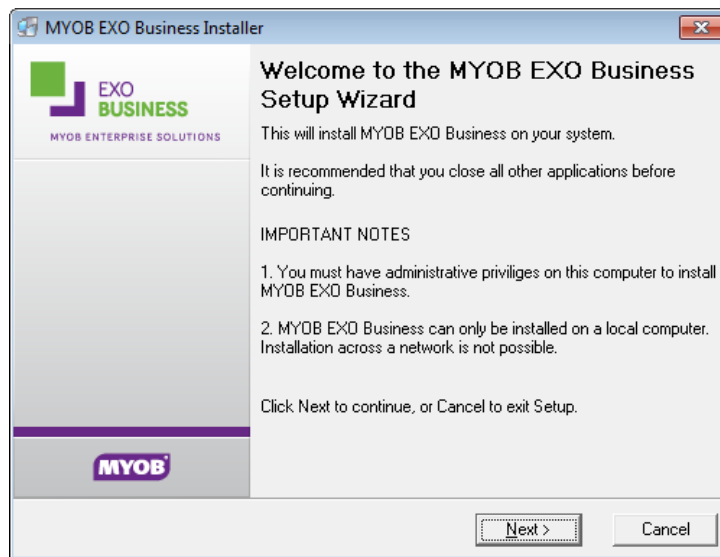 MYOB EXO Business Installer
EXO
BUSINESS
MYOB ENTERPRISE SOLUTIONS
Welcome to the MYOB EXO Business
Setup Wizard
This will install MYOB EXO Business on your system.
It is recommended that you close all other applications before
continuing.
IMPORTANT NOTES
1. You must have administrative priviliges on this computer to install
MYOB EXO Business.
2. MYOB EXO Business can only be installed on a local computer.
Installation across a network is not possible.
Click Next to continue, or Cancel to exit Setup.
MYOB
Next >
Cancel